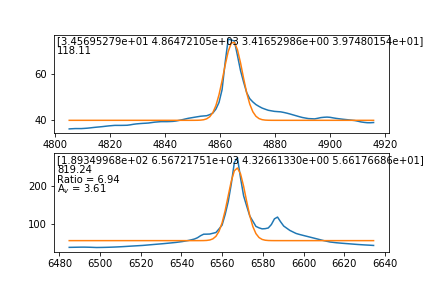 [3.45695279e+01 4.86472105e+03 3.41652986e+00 3.97480154e+01]
118.11
60
40
4800 4820 4840 4860 4880 4900 4920
[1.89349968e+02 6.56721751e+03 4.32661330e+00 5.66176686e+01]
819.24
Ratio = 6.94
Av = 3.61
200
100
6480 6500 6520 6540 6560 6580 6600 6620 6640